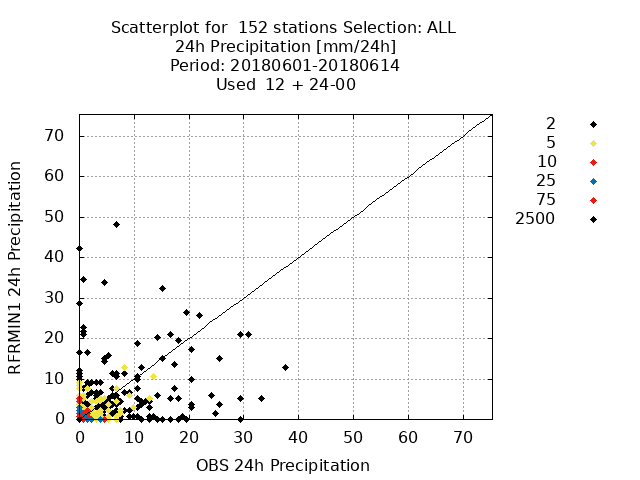 Scatterplot for  152 stations Selection: ALL
24h Precipitation [mm/24h]
Period: 20180601-20180614
Used  12 + 24-00
RFRMIN1 24h Precipitation
70
60
50
40
30
20
10
0
0 10 20 30 40 50 60 70
OBS 24h Precipitation
2
5
10
25
75
2500